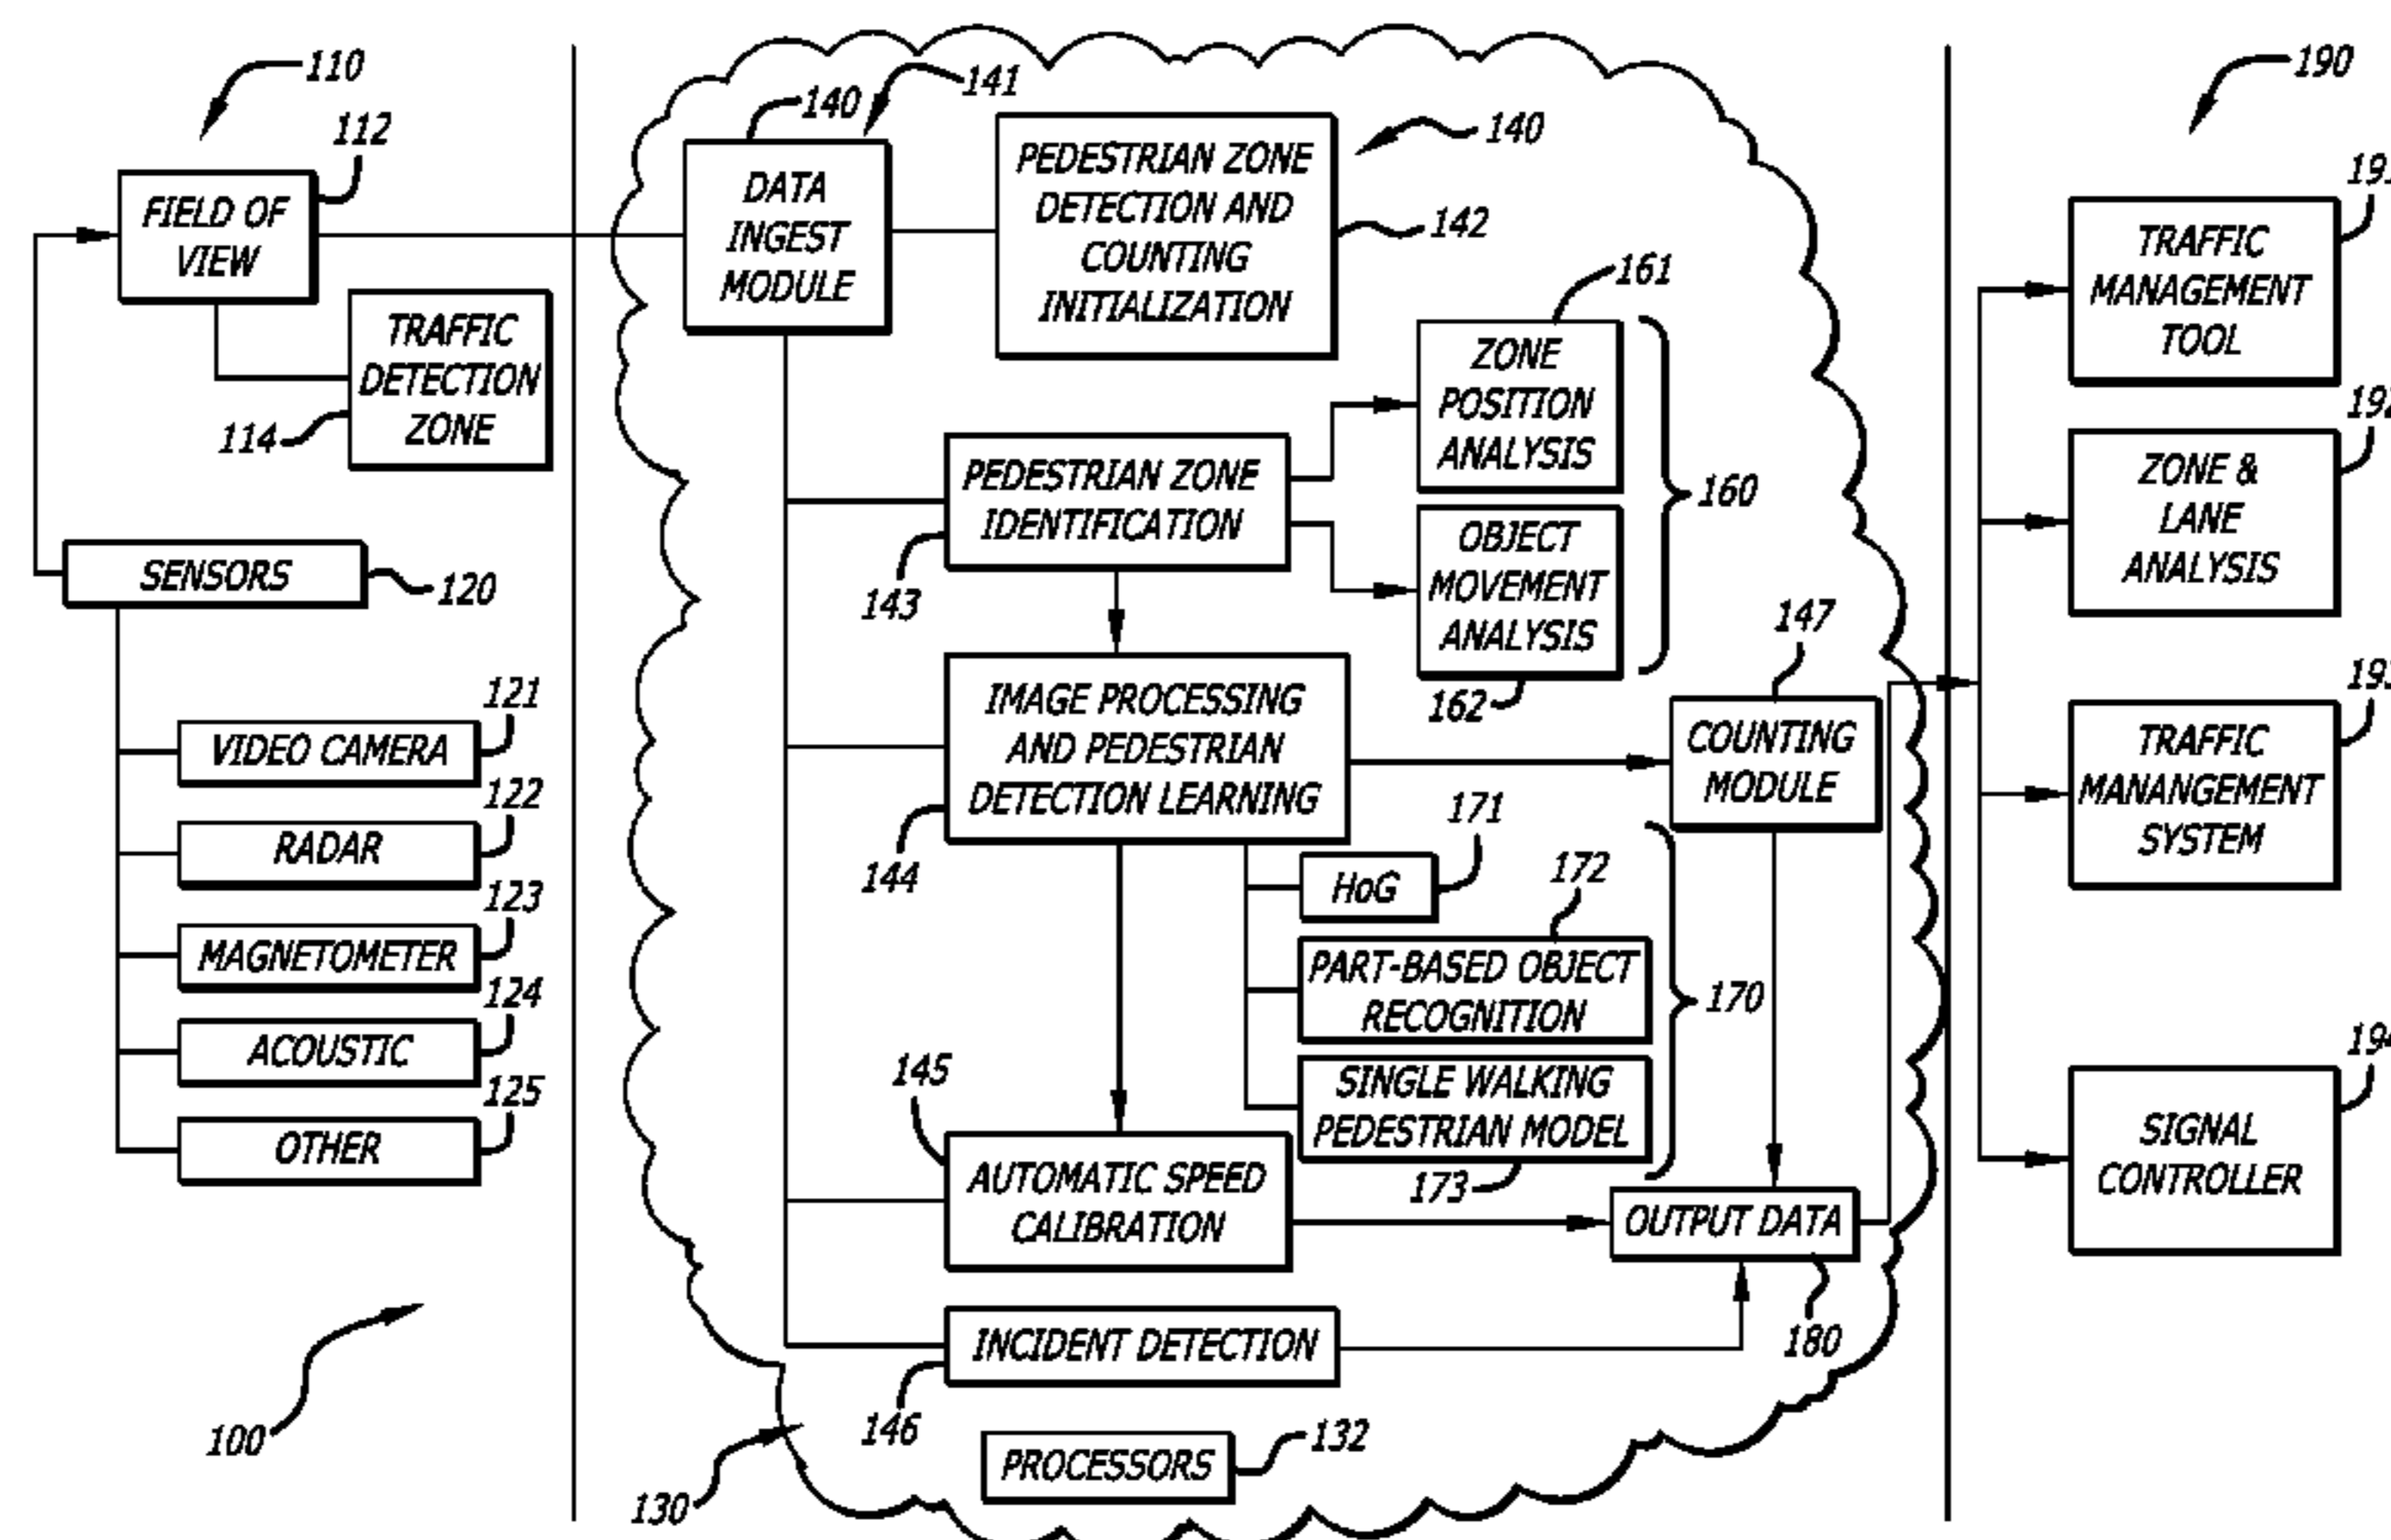 110
112
FIELD OF
VIEW
TRAFFIC
DETECTION
ZONE
114
SENSORS
120
121
VIDEO CAMERA
122
RADAR
123
MAGNETOMETER
124
ACOUSTIC
125
OTHER
100
140
141
DATA
INGEST
MODULE
PEDESTRIAN ZONE
DETECTION AND
COUNTING
INITIALIZATION
140
142
161
ZONE
POSITION
ANALYSIS
160
PEDESTRIAN ZONE
IDENTIFICATION
143
OBJECT
MOVEMENT
ANALYSIS
162
IMAGE PROCESSING
AND PEDESTRIAN
DETECTION LEARNING
144
147
COUNTING
MODULE
171
HoG
172
PART-BASED OBJECT
RECOGNITION
170
SINGLE WALKING
PEDESTRIAN MODEL
173
145
AUTOMATIC SPEED
CALIBRATION
OUTPUT DATA
180
INCIDENT DETECTION
146
PROCESSORS
132
130
190
191
TRAFFIC
MANAGEMENT
TOOL
192
ZONE &
LANE
ANALYSIS
193
TRAFFIC
MANANGEMENT
SYSTEM
194
SIGNAL
CONTROLLER